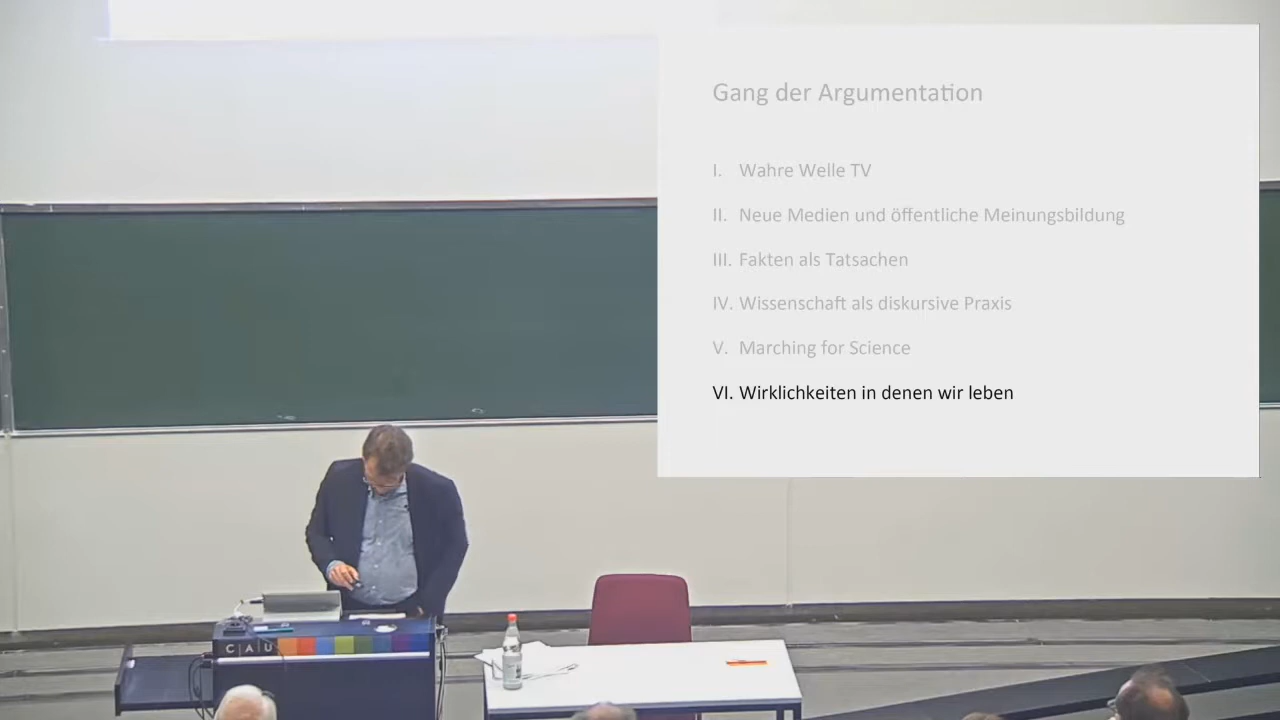 Gang der Argumentation
I. Wahre Welle TV
II. Neue Medien und öffentliche Meinungsbildung
III. Fakten als Tatsachen
IV. Wissenschaft als diskursive Praxis
V. Marching for Science
VI. Wirklichkeiten in denen wir leben
C|A|U